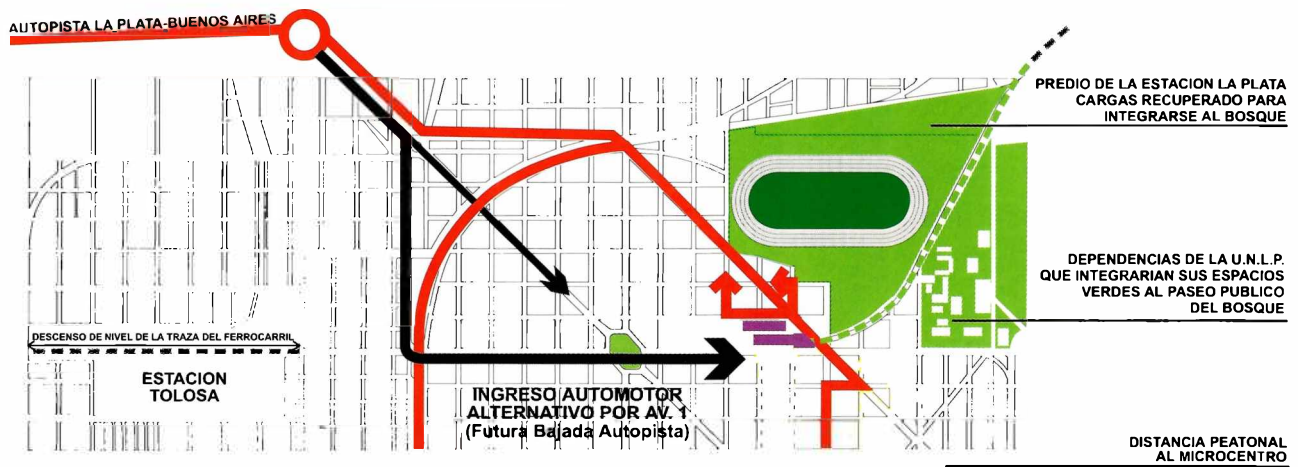 AUTOPISTA LA PLATA-BUENOS AIRES
PREDIO DE LA ESTACION LA PLATA
CARGAS RECUPERADO PARA
INTEGRARSE AL BOSQUE
DEPENDENCIAS DE LA U.N.L.P.
QUE INTEGRARIAN SUS ESPACIOS
VERDES AL PASEO PUBLICO
DEL BOSQUE
DESCENSO DE NIVEL DE LA TRAZA DEL FERROCARRIL
ESTACION
TOLOSA
INGRESO AUTOMOTOR
ALTERNATIVO POR AV. 1
(Futura Bajada Autopista)
DISTANCIA PEATONAL
AL MICROCENTRO